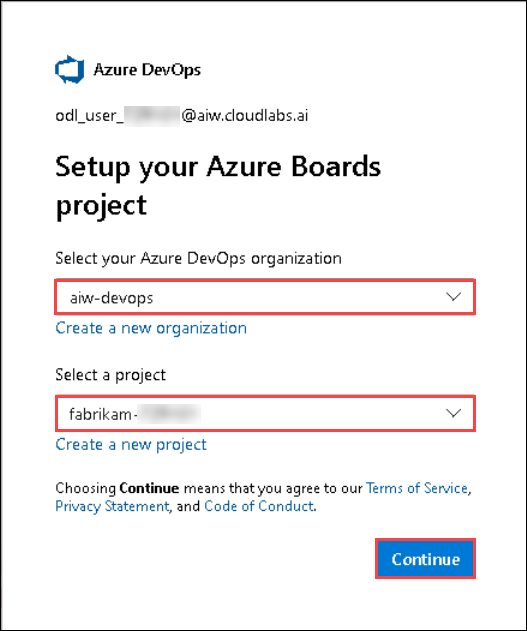 Azure DevOps
odl_user_ @aiw.cloudlabs.ai
Setup your Azure Boards
project
Select your Azure DevOps organization
aiw-devops
Create a new organization
Select a project
fabrikam-
Create a new project
Choosing Continue means that you agree to our Terms of Service,
Privacy Statement, and Code of Conduct.
Continue